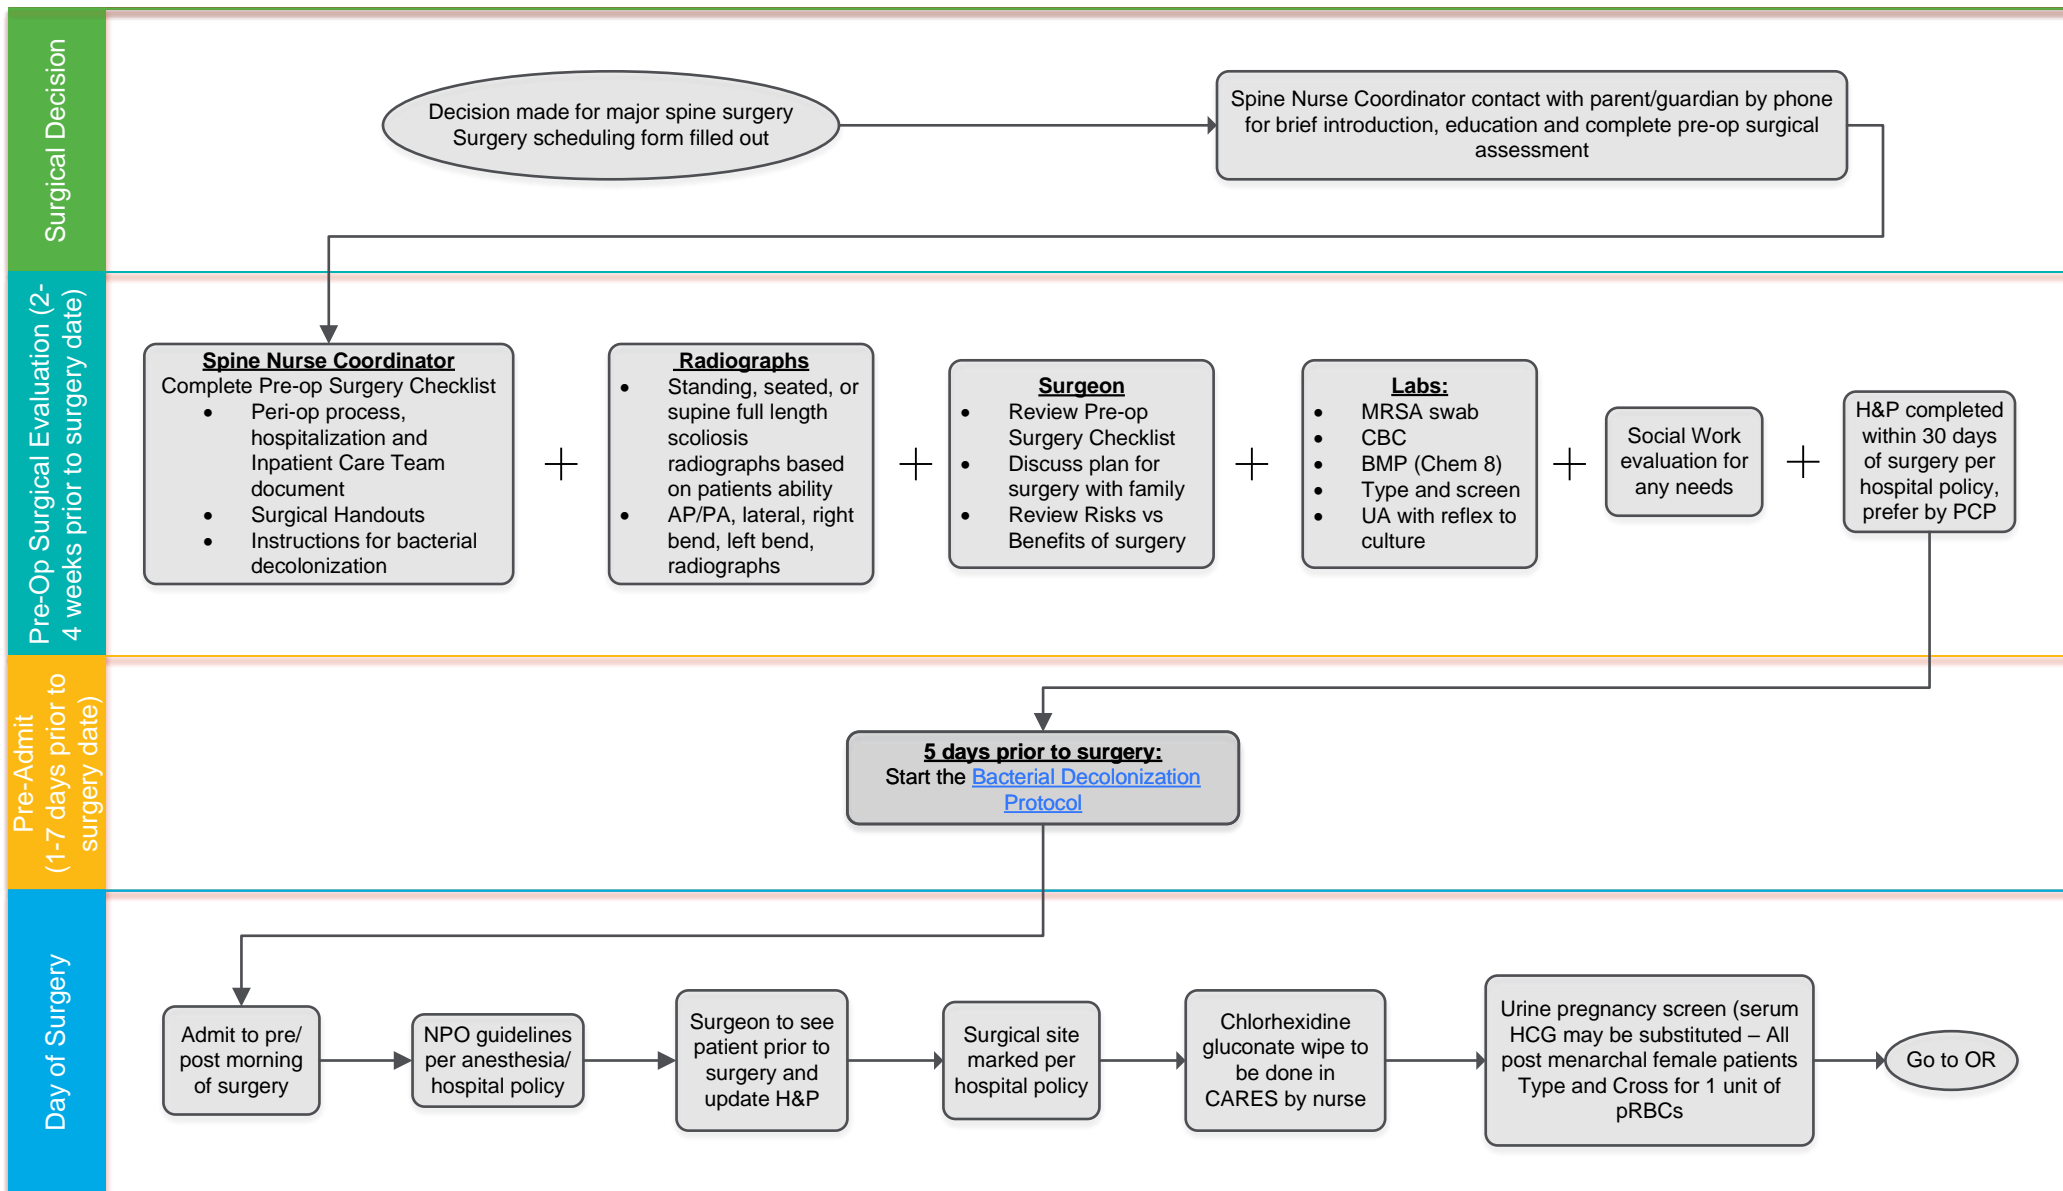 Surgical Decision
Decision made for major spine surgery
Surgery scheduling form filled out
Spine Nurse Coordinator contact with parent/guardian by phone
for brief introduction, education and complete pre-op surgical
assessment
Pre-Op Surgical Evaluation (2-
4 weeks prior to surgery date)
Spine Nurse Coordinator
Complete Pre-op Surgery Checklist
• Peri-op process,
hospitalization and
Inpatient Care Team
document
• Surgical Handouts
• Instructions for bacterial
decolonization
+
Radiographs
• Standing, seated, or
supine full length
scoliosis
radiographs based
on patients ability
• AP/PA, lateral, right
bend, left bend,
radiographs
+
Surgeon
• Review Pre-op
Surgery Checklist
• Discuss plan for
surgery with family
• Review Risks vs
Benefits of surgery
+
Labs:
• MRSA swab
• CBC
• BMP (Chem 8)
• Type and screen
• UA with reflex to
culture
+
Social Work
evaluation for
any needs
+
H&P completed
within 30 days
of surgery per
hospital policy,
prefer by PCP
Pre-Admit
(1-7 days prior to
surgery date)
5 days prior to surgery:
Start the Bacterial Decolonization
Protocol
Day of Surgery
Admit to pre/
post morning
of surgery
NPO guidelines
per anesthesia/
hospital policy
Surgeon to see
patient prior to
surgery and
update H&P
Surgical site
marked per
hospital policy
Chlorhexidine
gluconate wipe to
be done in
CARES by nurse
Urine pregnancy screen (serum
HCG may be substituted – All
post menarchal female patients
Type and Cross for 1 unit of
pRBCs
Go to OR